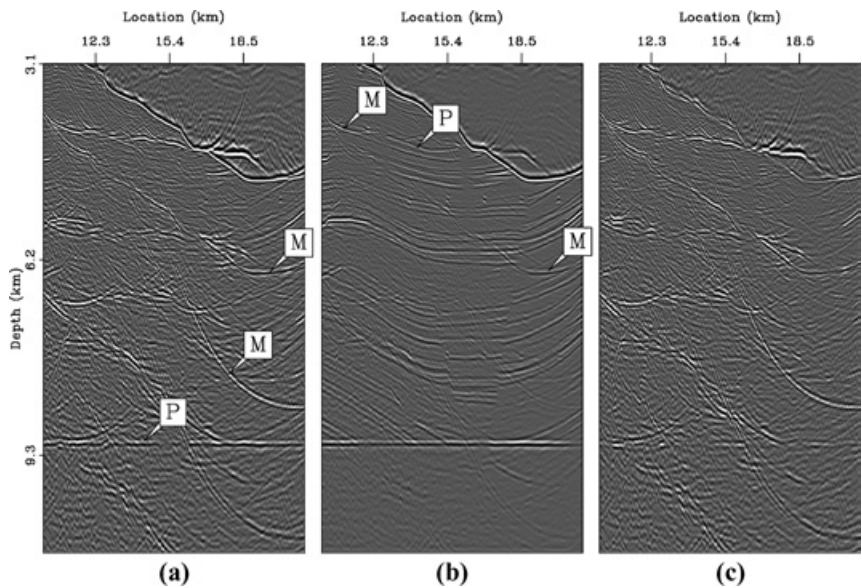 Location (km)
12.3 15.4 18.5
Location (km)
12.3 15.4 18.5
Location (km)
12.3 15.4 18.5
Depth (km)
3.1
6.2
9.3
M
M
P
M
P
M
(a)
(b)
(c)